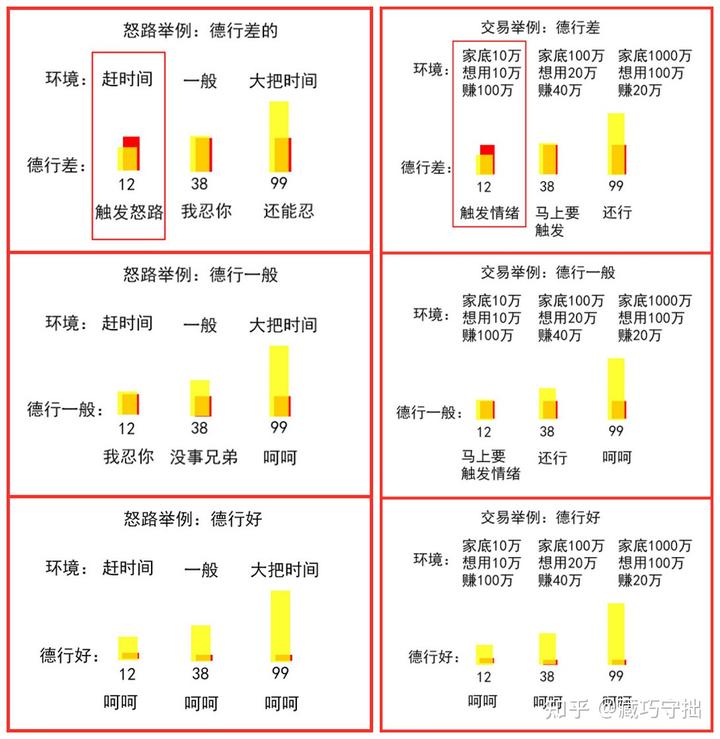 怒路举例：德行差的
环境：赶时间 一般 大把时间
德行差：
12 38 99
触发怒路 我忍你 还能忍
交易举例：德行差
环境：
家底10万 家底100万 家底1000万
想用10万 想用20万 想用100万
赚100万 赚40万 赚20万
德行差：
12 38 99
触发情绪 马上要 还行
触发
怒路举例：德行一般
环境：赶时间 一般 大把时间
德行一般：
12 38 99
我忍你 没事兄弟 呵呵
交易举例：德行一般
环境：
家底10万 家底100万 家底1000万
想用10万 想用20万 想用100万
赚100万 赚40万 赚20万
德行一般：
12 38 99
马上要 还行 呵呵
触发情绪
怒路举例：德行好
环境：赶时间 一般 大把时间
德行好：
12 38 99
呵呵 呵呵 呵呵
交易举例：德行好
环境：
家底10万 家底100万 家底1000万
想用10万 想用20万 想用100万
赚100万 赚40万 赚20万
德行好：
12 38 99
呵呵 呵呵 呵呵
知乎 @藏巧守拙